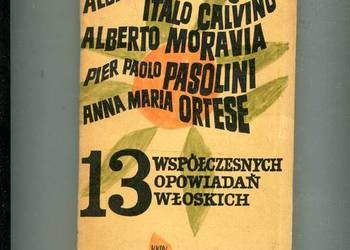 ITALO CALVINO
ALBERTO MORAVIA
PIER PAOLO PASOLINI
ANNA MARIA ORTESE
13 WSPÓŁCZESNYCH
OPOWIADAŃ
WŁOSKICH